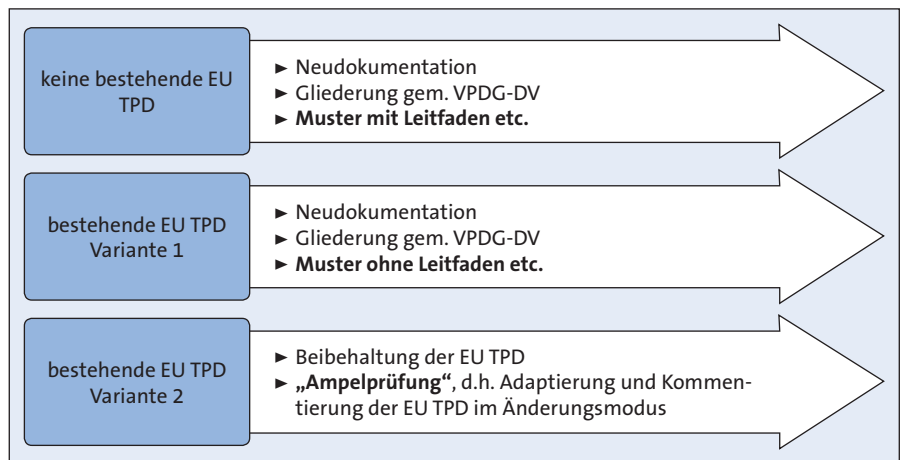 keine bestehende EU
TPD
► Neudokumentation
► Gliederung gem. VPDG-DV
► Muster mit Leitfaden etc.
bestehende EU TPD
Variante 1
► Neudokumentation
► Gliederung gem. VPDG-DV
► Muster ohne Leitfaden etc.
bestehende EU TPD
Variante 2
► Beibehaltung der EU TPD
► „Ampelprüfung“, d.h. Adaptierung und Kommen-
tierung der EU TPD im Änderungsmodus